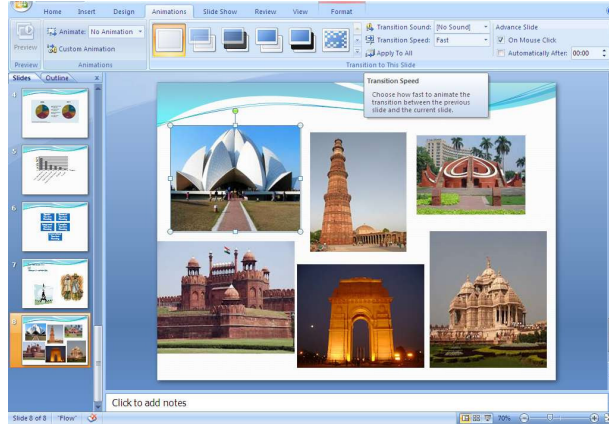 Home Insert Design Animations Slide Show Review View Format
Preview
Animate: No Animation
Custom Animation
Transition Sound: [No Sound]
Transition Speed: Fast
Apply To All
Advance Slide
On Mouse Click
Automatically After: 00:00
Preview Animations Transition to This Slide
Slides Outline x
Transition Speed
Choose how fast to animate the
transition between the previous
slide and the current slide.
4
5
6
7
8
Click to add notes
Slide 8 of 8 "Flow" 70%